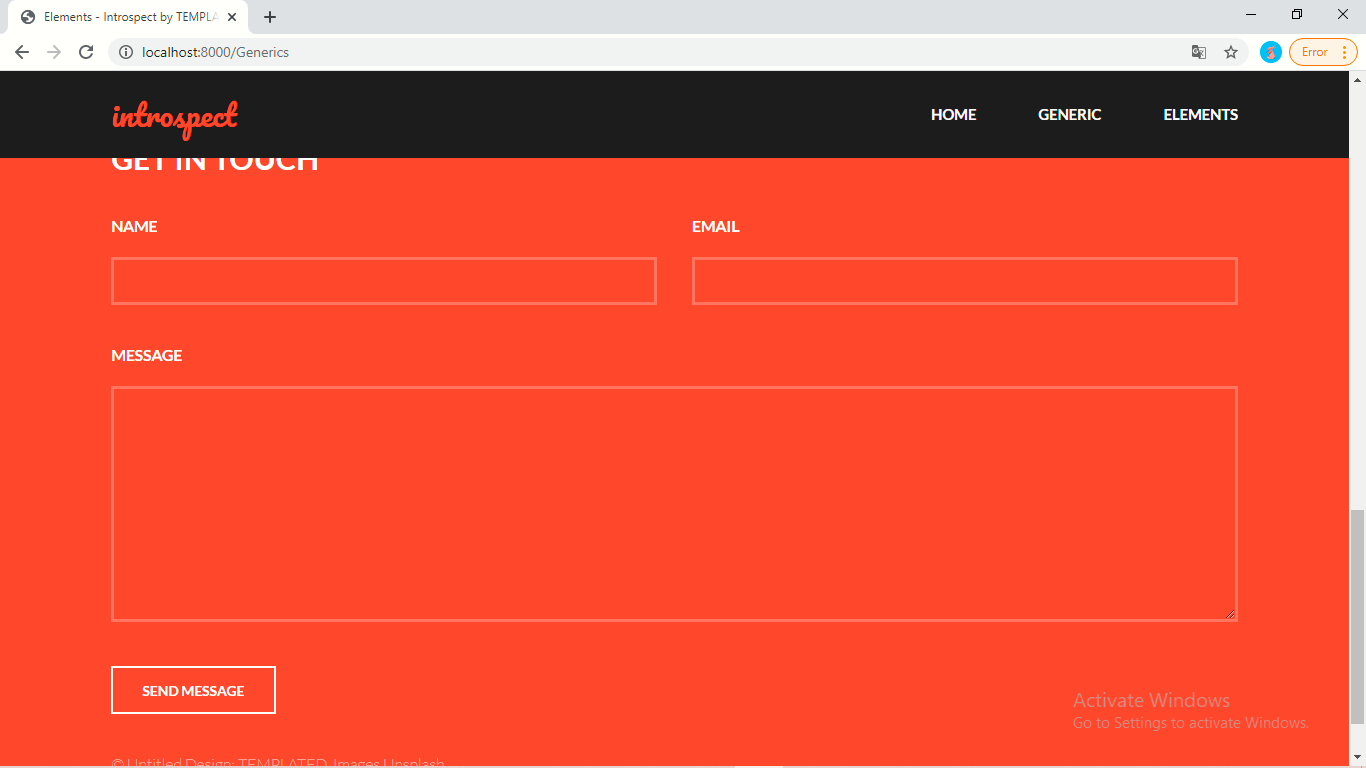 Elements - Introspect by TEMPLA
localhost:8000/Generics
Error
introspect
HOME
GENERIC
ELEMENTS
GET IN TOUCH
NAME
EMAIL
MESSAGE
SEND MESSAGE
Activate Windows
Go to Settings to activate Windows.
© Untitled Design: TEMPLATED. Images Unsplash